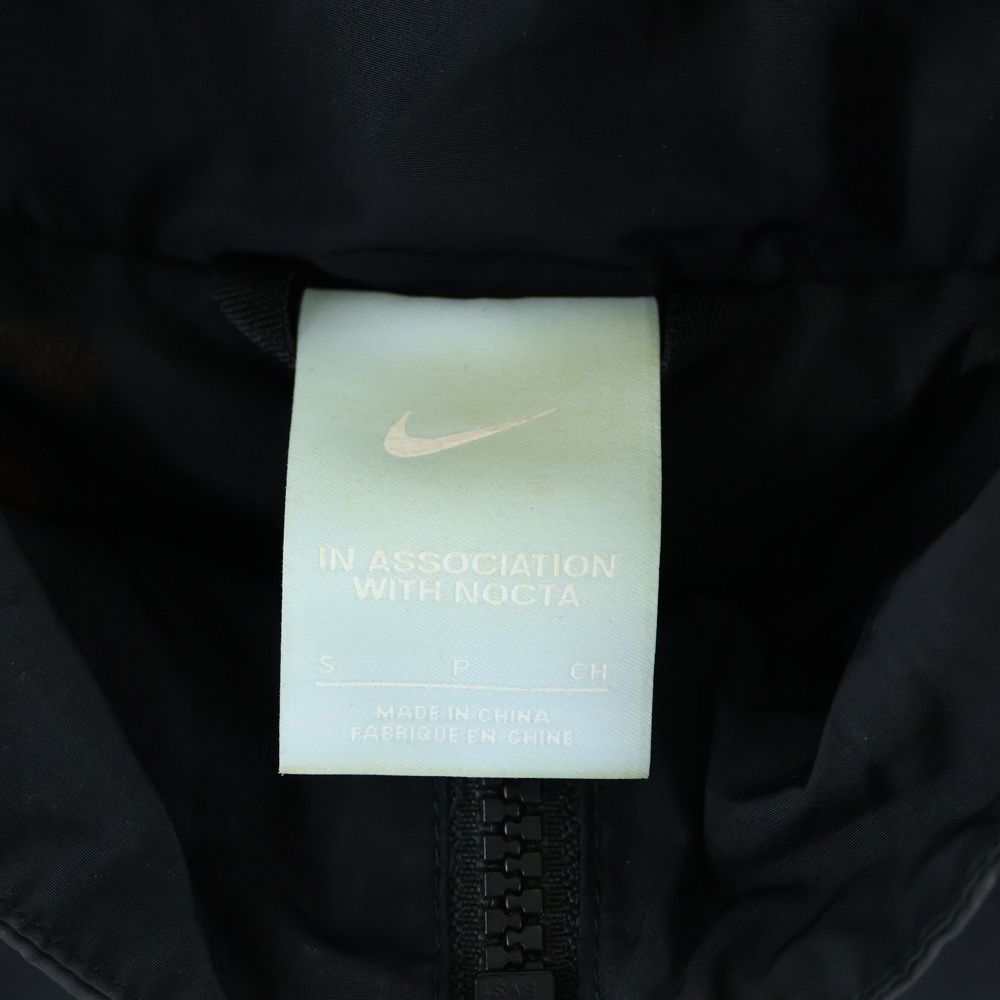 IN ASSOCIATION
WITH NOCTA
S P CH
MADE IN CHINA
FABRIQUE EN CHINE